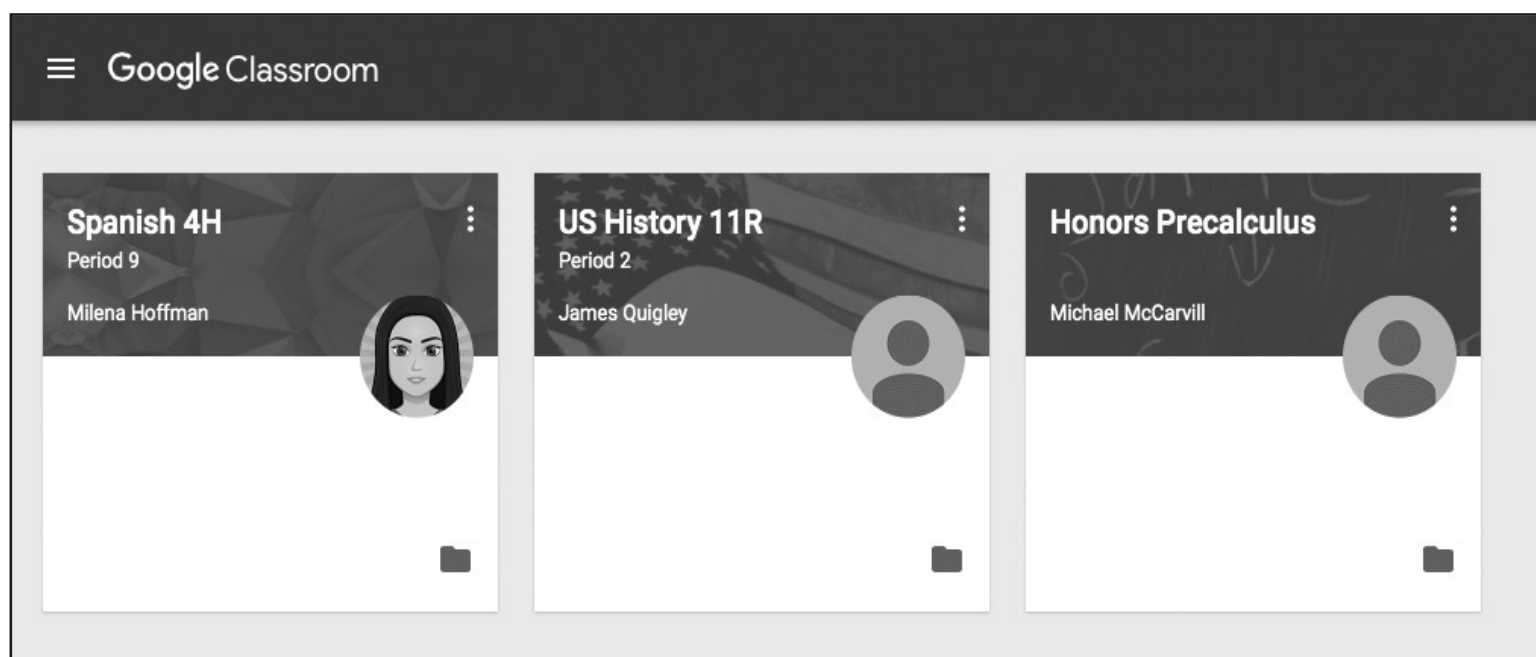 Google Classroom
Spanish 4H
Period 9
Milena Hoffman
US History 11R
Period 2
James Quigley
Honors Precalculus
Michael McCarvill